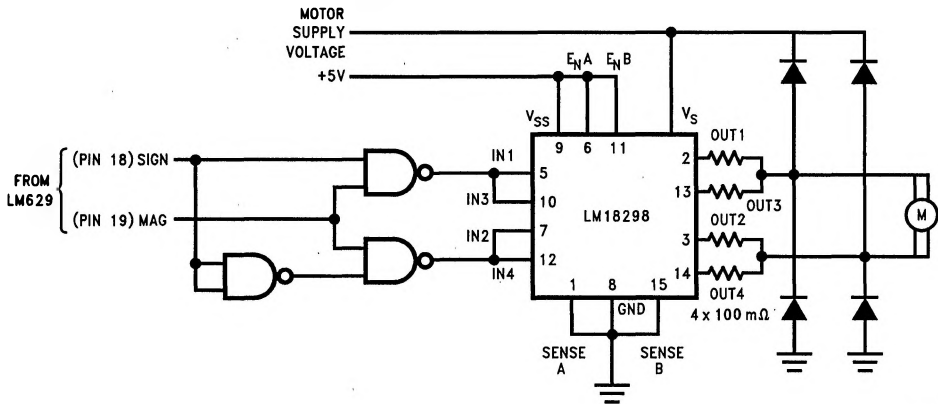 MOTOR
SUPPLY
VOLTAGE
+5V
ENA ENB
VSS
VS
9 6 11
FROM
LM629
(PIN 18) SIGN
(PIN 19) MAG
IN1
IN3
IN2
IN4
5
10
7
12
LM18298
2
13
3
14
OUT1
OUT3
OUT2
OUT4
4 x 100 mΩ
M
1 8 15
GND
SENSE
A
SENSE
B